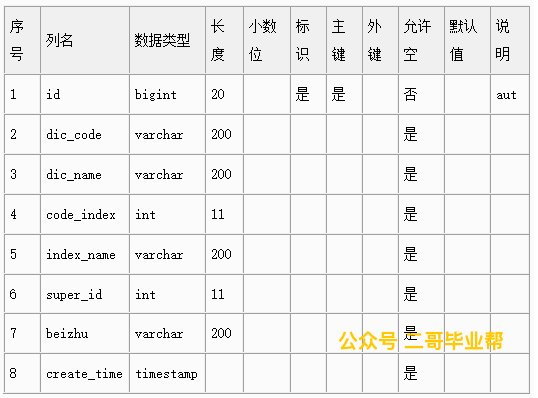 序号 列名 数据类型 长度 小数位 标识 主键 外键 允许空 默认值 说明
1 id bigint 20 是 是 否 aut
2 dic_code varchar 200 是
3 dic_name varchar 200 是
4 code_index int 11 是
5 index_name varchar 200 是
6 super_id int 11 是
7 beizhu varchar 200 是
公众号 二哥毕业帮
8 create_time timestamp 是